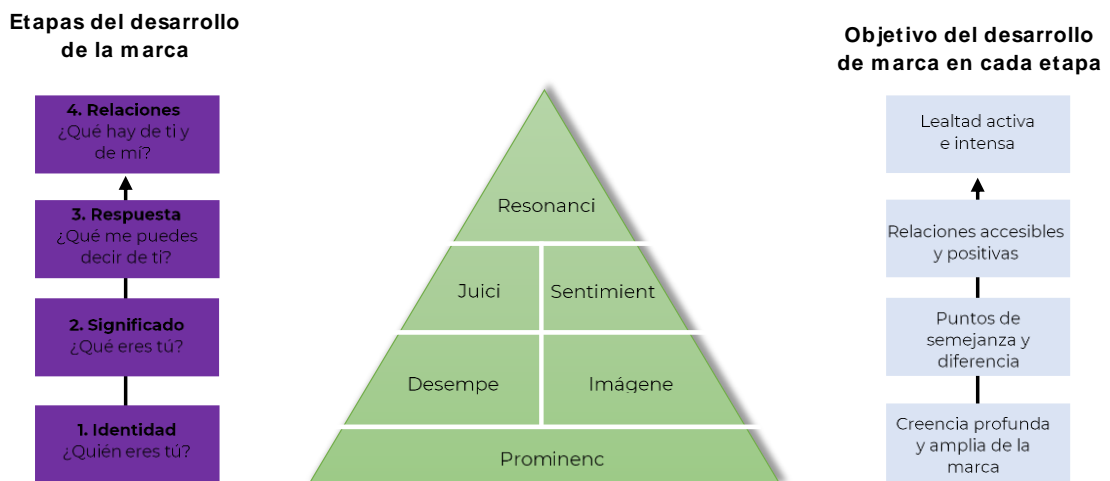 Etapas del desarrollo
de la marca
4. Relaciones
¿Qué hay de ti y
de mí?
3. Respuesta
¿Qué me puedes
decir de ti?
2. Significado
¿Qué eres tú?
1. Identidad
¿Quién eres tú?
Resonanci
Juici
Sentimient
Desempe
Imágene
Prominenc
Objetivo del desarrollo
de marca en cada etapa
Lealtad activa
e intensa
Relaciones accesibles
y positivas
Puntos de
semejanza y
diferencia
Creencia profunda
y amplia de la
marca